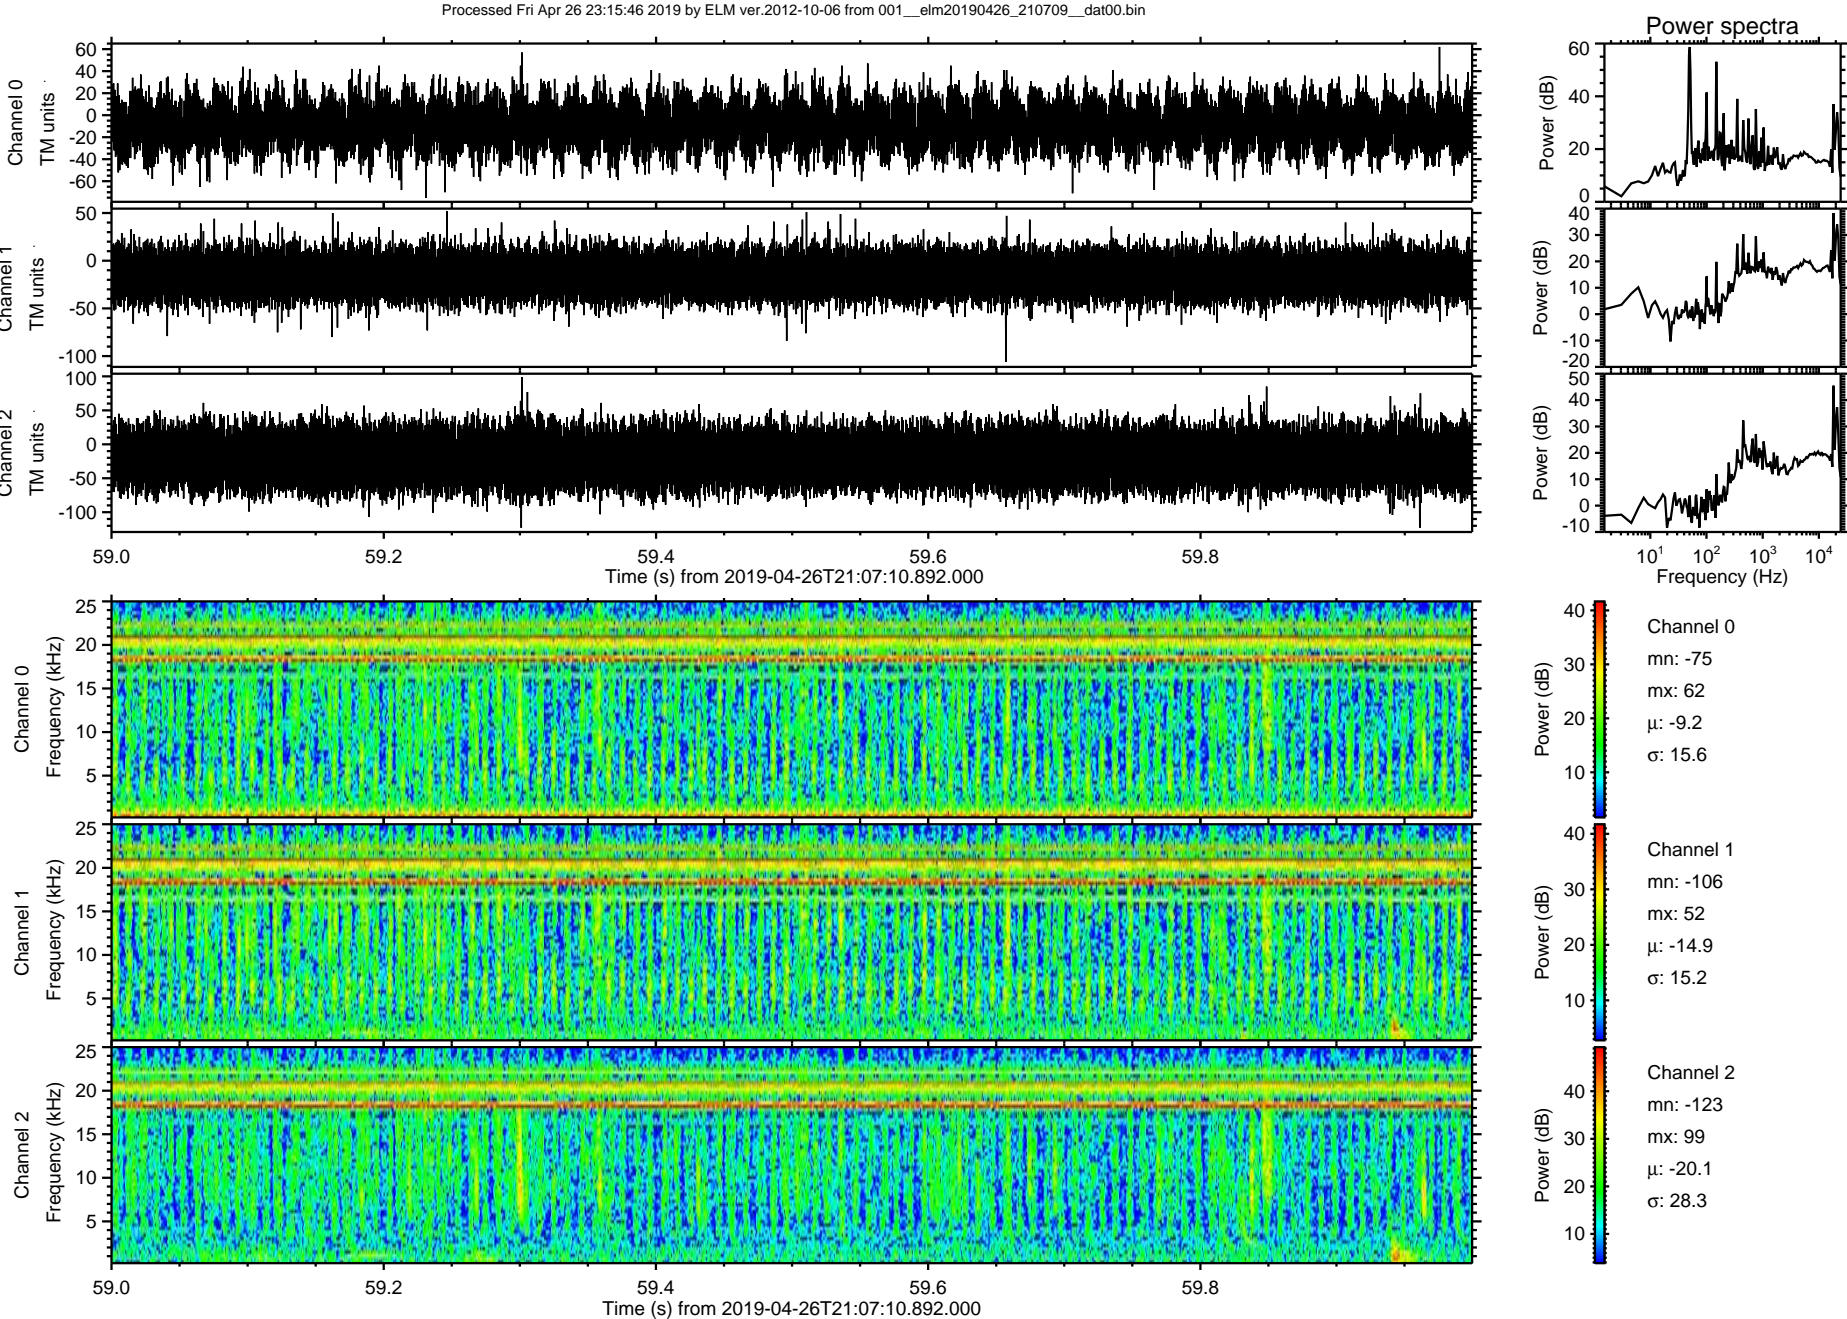 Processed Fri Apr 26 23:15:46 2019 by ELM ver.2012-10-06 from 001__elm20190426_210709__dat00.bin
Power spectra
Channel 0
TM units
60
40
20
0
-20
-40
-60
Power (dB)
60
40
20
0
Channel 1
TM units
50
0
-50
-100
Power (dB)
40
30
20
10
0
-10
-20
Channel 2
TM units
100
50
0
-50
-100
Power (dB)
50
40
30
20
10
0
-10
59.0 59.2 59.4 59.6 59.8
Time (s) from 2019-04-26T21:07:10.892.000
10^1 10^2 10^3 10^4
Frequency (Hz)
Channel 0
Frequency (kHz)
25
20
15
10
5
Power (dB)
40
30
20
10
Channel 0
mn: -75
mx: 62
μ: -9.2
σ: 15.6
Channel 1
Frequency (kHz)
25
20
15
10
5
Power (dB)
40
30
20
10
Channel 1
mn: -106
mx: 52
μ: -14.9
σ: 15.2
Channel 2
Frequency (kHz)
25
20
15
10
5
Power (dB)
40
30
20
10
Channel 2
mn: -123
mx: 99
μ: -20.1
σ: 28.3
59.0 59.2 59.4 59.6 59.8
Time (s) from 2019-04-26T21:07:10.892.000